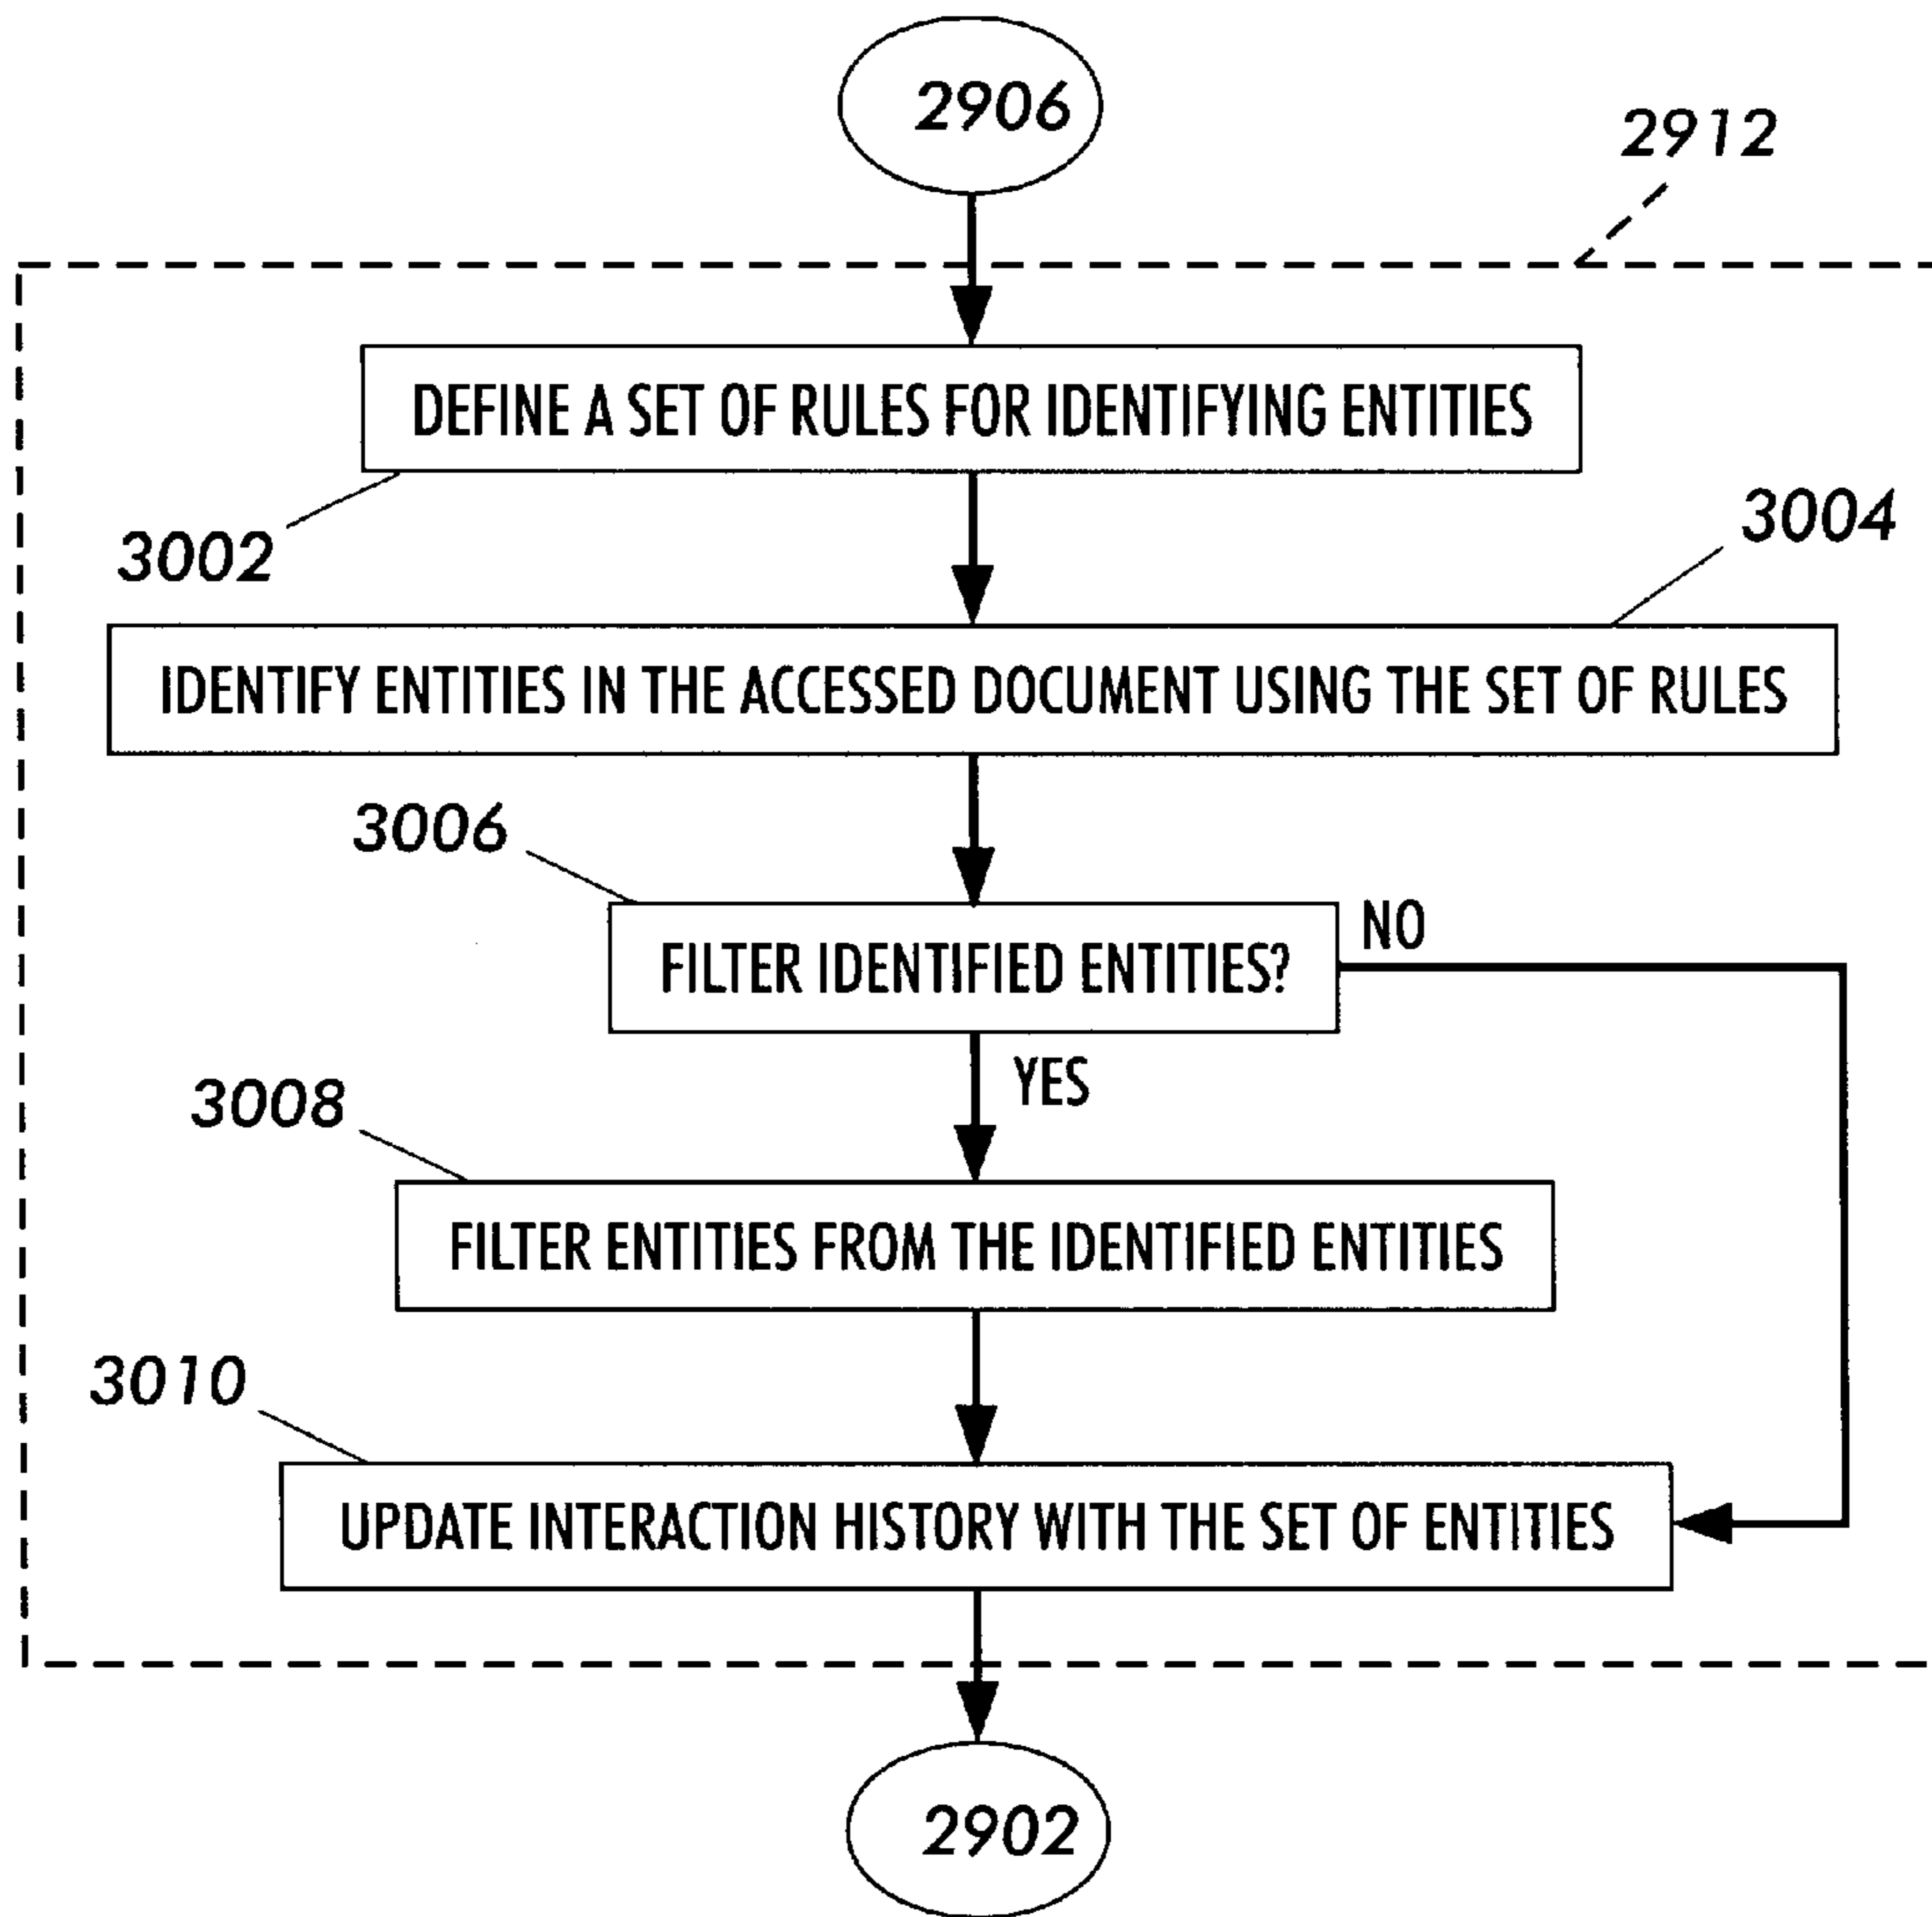 2906
2912
DEFINE A SET OF RULES FOR IDENTIFYING ENTITIES
3002
3004
IDENTIFY ENTITIES IN THE ACCESSED DOCUMENT USING THE SET OF RULES
3006
NO
FILTER IDENTIFIED ENTITIES?
YES
3008
FILTER ENTITIES FROM THE IDENTIFIED ENTITIES
3010
UPDATE INTERACTION HISTORY WITH THE SET OF ENTITIES
2902